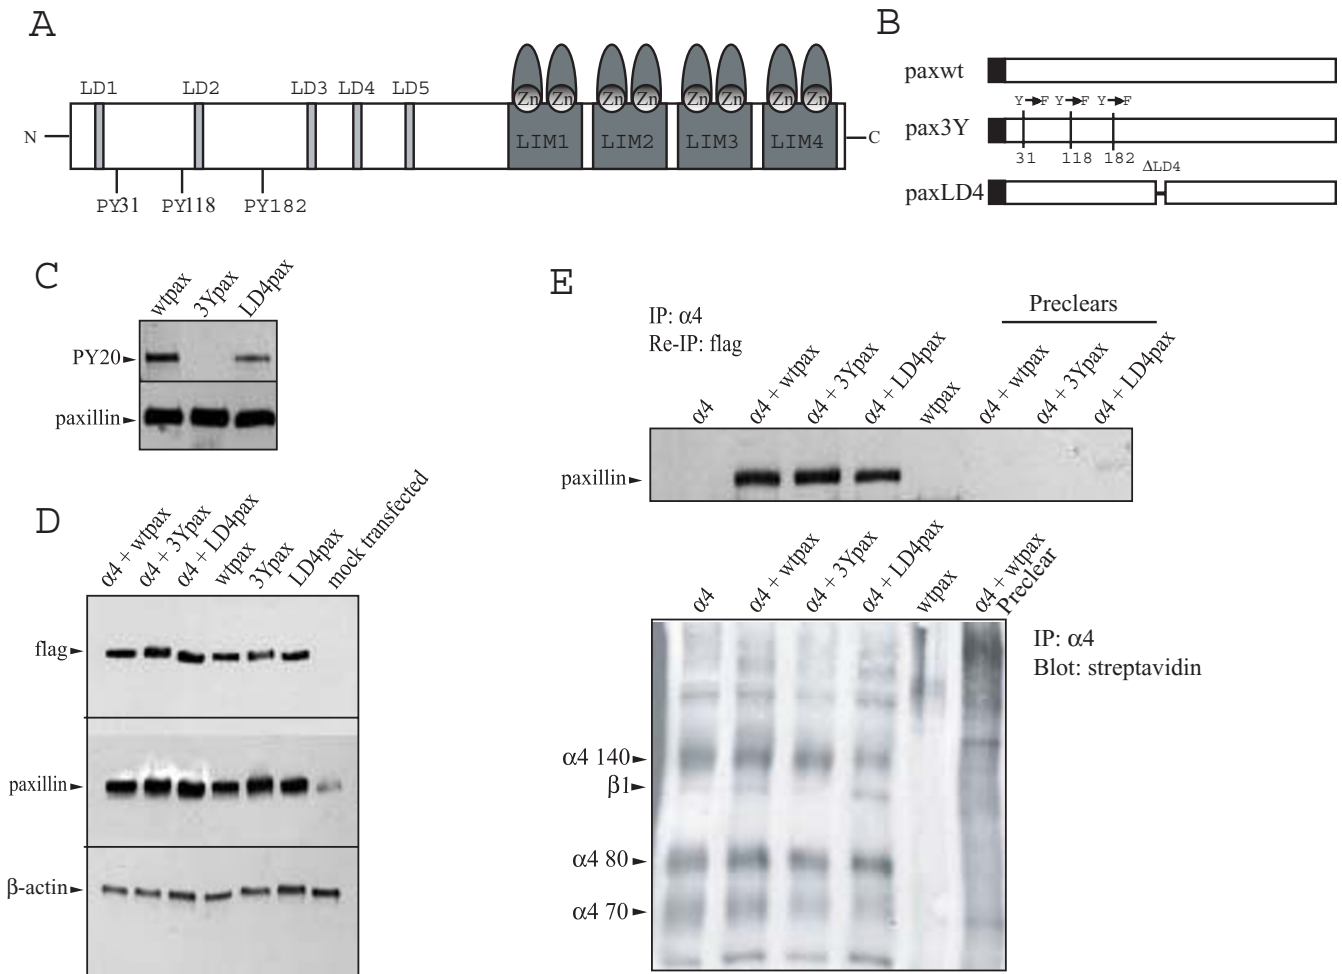 A
LD1 LD2 LD3 LD4 LD5
Zn Zn Zn Zn Zn Zn Zn Zn
N LIM1 LIM2 LIM3 LIM4 C
PY31 PY118 PY182
B
paxwt
Y F Y F Y F
pax3Y
31 118 182
ΔLD4
paxLD4
C
wtpax 3Ypax LD4pax
PY20
paxillin
D
α4 + wtpax α4 + 3Ypax α4 + LD4pax wtpax 3Ypax LD4pax mock transfected
flag
paxillin
β-actin
E
IP: α4
Re-IP: flag
Preclears
α4 α4 + wtpax α4 + 3Ypax α4 + LD4pax wtpax α4 + wtpax α4 + 3Ypax α4 + LD4pax
paxillin
α4 α4 + wtpax α4 + 3Ypax α4 + LD4pax wtpax α4 + wtpax
Preclear
IP: α4
Blot: streptavidin
α4 140
β1
α4 80
α4 70